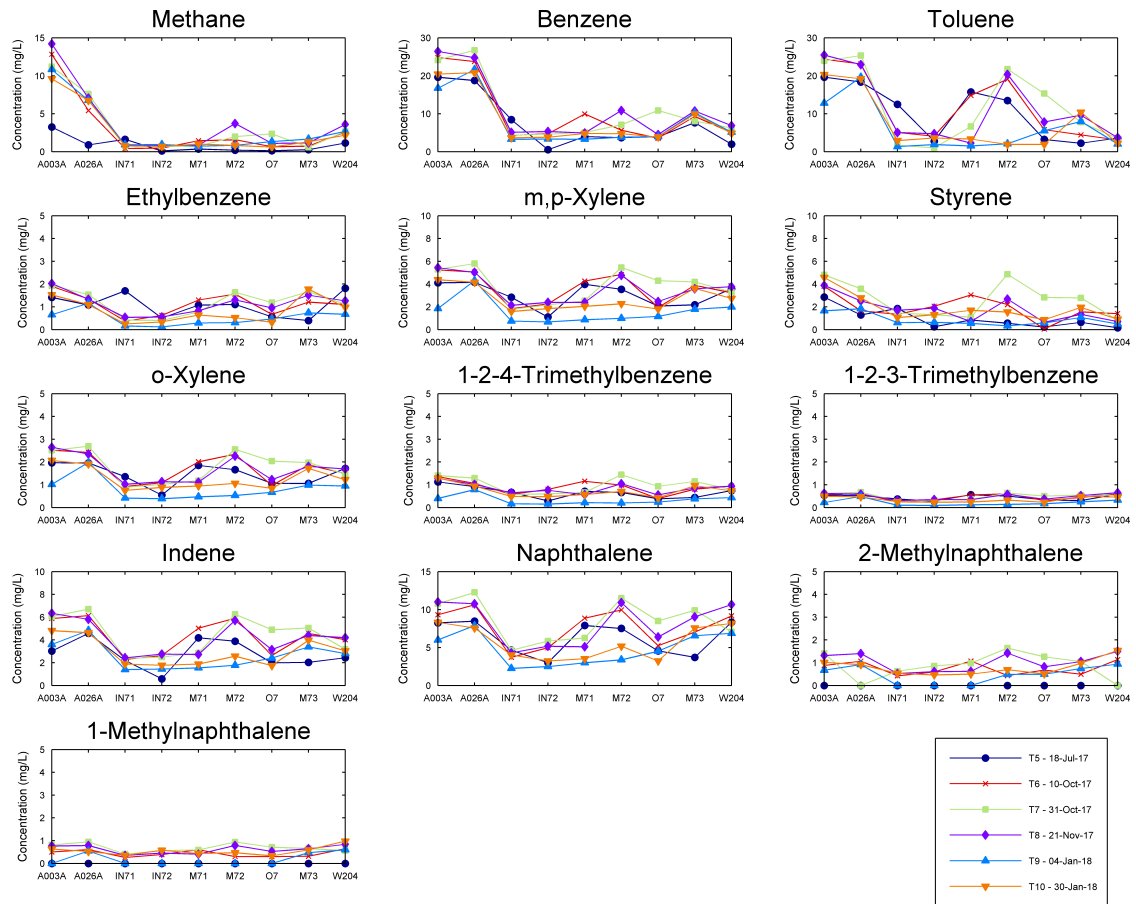 Methane Benzene Toluene
Concentration (mg/L) Concentration (mg/L) Concentration (mg/L)
15 10 5 0
30 20 10 0
30 20 10 0
A003A A026A IN71 IN72 M71 M72 O7 M73 W204
A003A A026A IN71 IN72 M71 M72 O7 M73 W204
A003A A026A IN71 IN72 M71 M72 O7 M73 W204
Ethylbenzene m,p-Xylene Styrene
Concentration (mg/L) Concentration (mg/L) Concentration (mg/L)
5 4 3 2 1 0
10 8 6 4 2 0
10 8 6 4 2 0
A003A A026A IN71 IN72 M71 M72 O7 M73 W204
A003A A026A IN71 IN72 M71 M72 O7 M73 W204
A003A A026A IN71 IN72 M71 M72 O7 M73 W204
o-Xylene 1-2-4-Trimethylbenzene 1-2-3-Trimethylbenzene
Concentration (mg/L) Concentration (mg/L) Concentration (mg/L)
5 4 3 2 1 0
5 4 3 2 1 0
5 4 3 2 1 0
A003A A026A IN71 IN72 M71 M72 O7 M73 W204
A003A A026A IN71 IN72 M71 M72 O7 M73 W204
A003A A026A IN71 IN72 M71 M72 O7 M73 W204
Indene Naphthalene 2-Methylnaphthalene
Concentration (mg/L) Concentration (mg/L) Concentration (mg/L)
10 8 6 4 2 0
15 10 5 0
5 4 3 2 1 0
A003A A026A IN71 IN72 M71 M72 O7 M73 W204
A003A A026A IN71 IN72 M71 M72 O7 M73 W204
A003A A026A IN71 IN72 M71 M72 O7 M73 W204
1-Methylnaphthalene
Concentration (mg/L)
5 4 3 2 1 0
A003A A026A IN71 IN72 M71 M72 O7 M73 W204
T5 - 18-Jul-17
T6 - 10-Oct-17
T7 - 31-Oct-17
T8 - 21-Nov-17
T9 - 04-Jan-18
T10 - 30-Jan-18